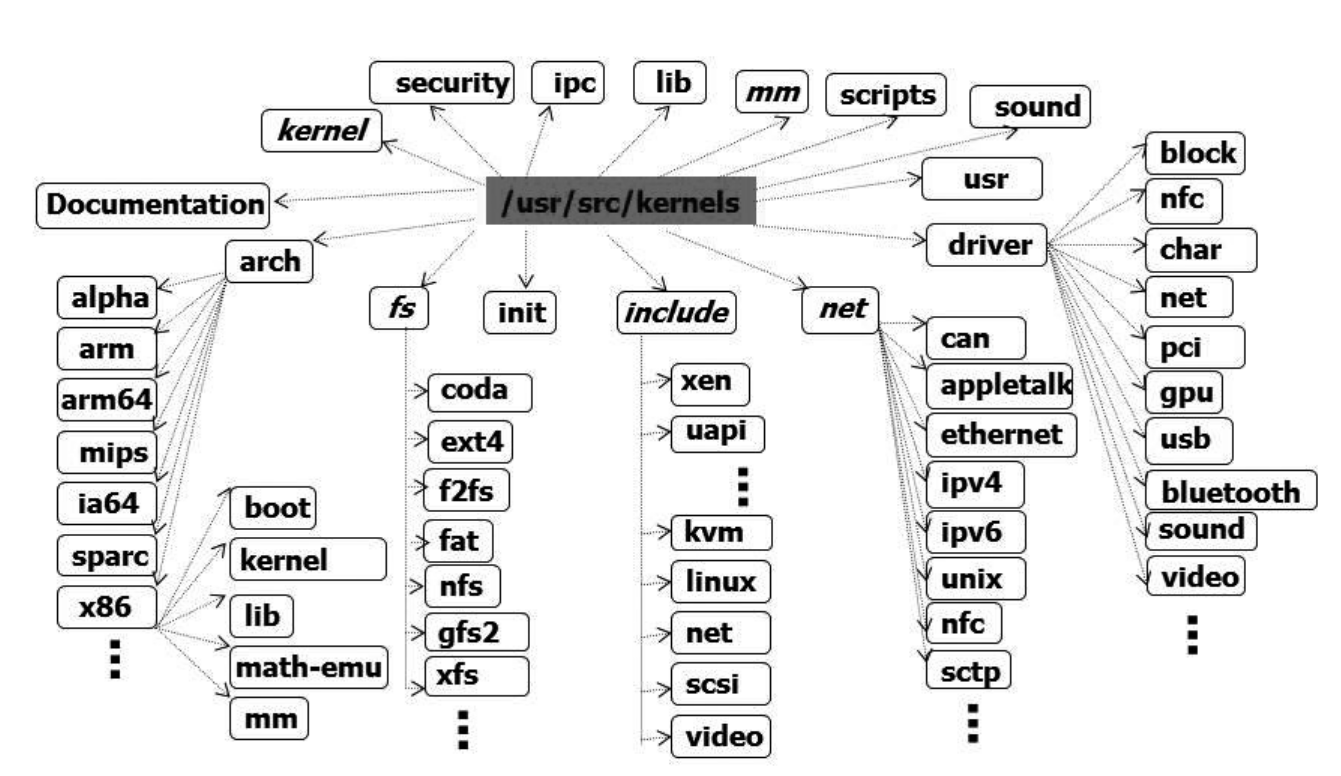 security
ipc
lib
mm
scripts
sound
kernel
/usr/src/kernels
usr
Documentation
arch
driver
fs
init
include
net
alpha
arm
arm64
mips
ia64
sparc
x86
boot
kernel
lib
math-emu
mm
coda
ext4
f2fs
fat
nfs
gfs2
xfs
xen
uapi
kvm
linux
net
scsi
video
can
appletalk
ethernet
ipv4
ipv6
unix
nfc
sctp
block
nfc
char
net
pci
gpu
usb
bluetooth
sound
video